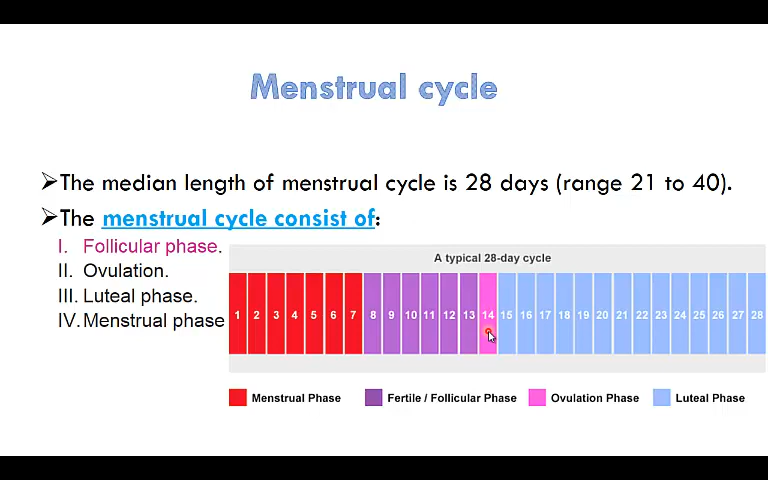 Menstrual cycle
➢The median length of menstrual cycle is 28 days (range 21 to 40).
➢The menstrual cycle consist of:
I. Follicular phase.
II. Ovulation.
III. Luteal phase.
IV. Menstrual phase
A typical 28-day cycle
1 2 3 4 5 6 7 8 9 10 11 12 13 14 15 16 17 18 19 20 21 22 23 24 25 26 27 28
Menstrual Phase Fertile / Follicular Phase Ovulation Phase Luteal Phase